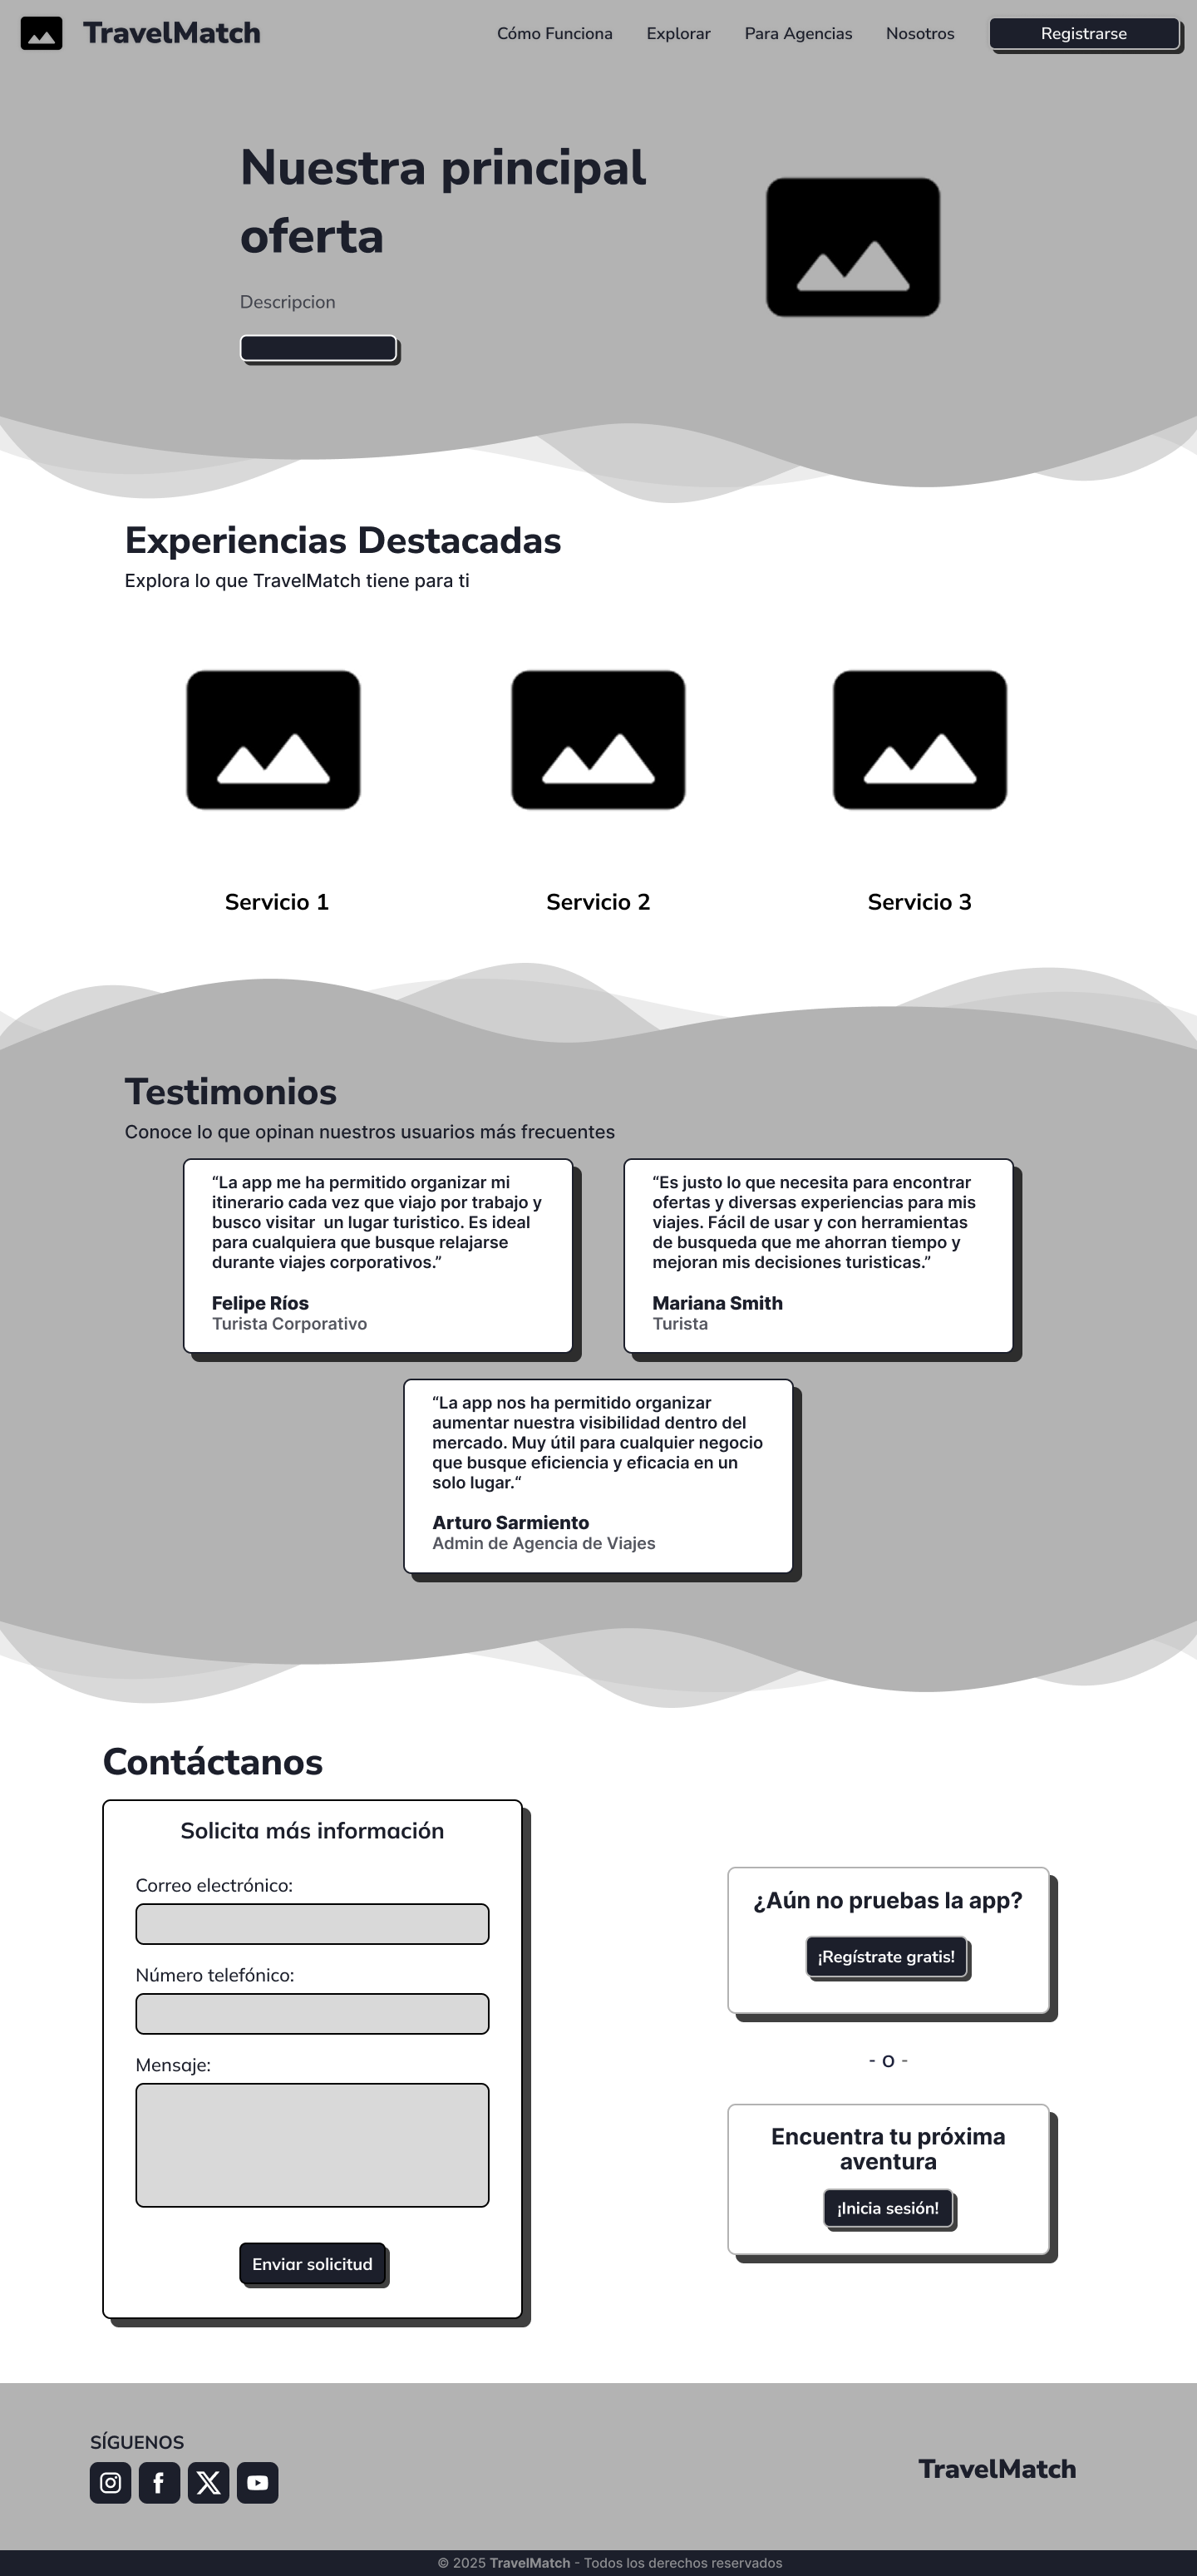 TravelMatch
Cómo Funciona
Explorar
Para Agencias
Nosotros
Registrarse
Nuestra principal
oferta
Descripcion
Experiencias Destacadas
Explora lo que TravelMatch tiene para ti
Servicio 1
Servicio 2
Servicio 3
Testimonios
Conoce lo que opinan nuestros usuarios más frecuentes
“La app me ha permitido organizar mi
itinerario cada vez que viajo por trabajo y
busco visitar  un lugar turistico. Es ideal
para cualquiera que busque relajarse
durante viajes corporativos.”
Felipe Ríos
Turista Corporativo
“Es justo lo que necesita para encontrar
ofertas y diversas experiencias para mis
viajes. Fácil de usar y con herramientas
de busqueda que me ahorran tiempo y
mejoran mis decisiones turisticas.”
Mariana Smith
Turista
“La app nos ha permitido organizar
aumentar nuestra visibilidad dentro del
mercado. Muy útil para cualquier negocio
que busque eficiencia y eficacia en un
solo lugar.“
Arturo Sarmiento
Admin de Agencia de Viajes
Contáctanos
Solicita más información
Correo electrónico:
Número telefónico:
Mensaje:
Enviar solicitud
¿Aún no pruebas la app?
¡Regístrate gratis!
- O -
Encuentra tu próxima
aventura
¡Inicia sesión!
SÍGUENOS
TravelMatch
© 2025 TravelMatch - Todos los derechos reservados